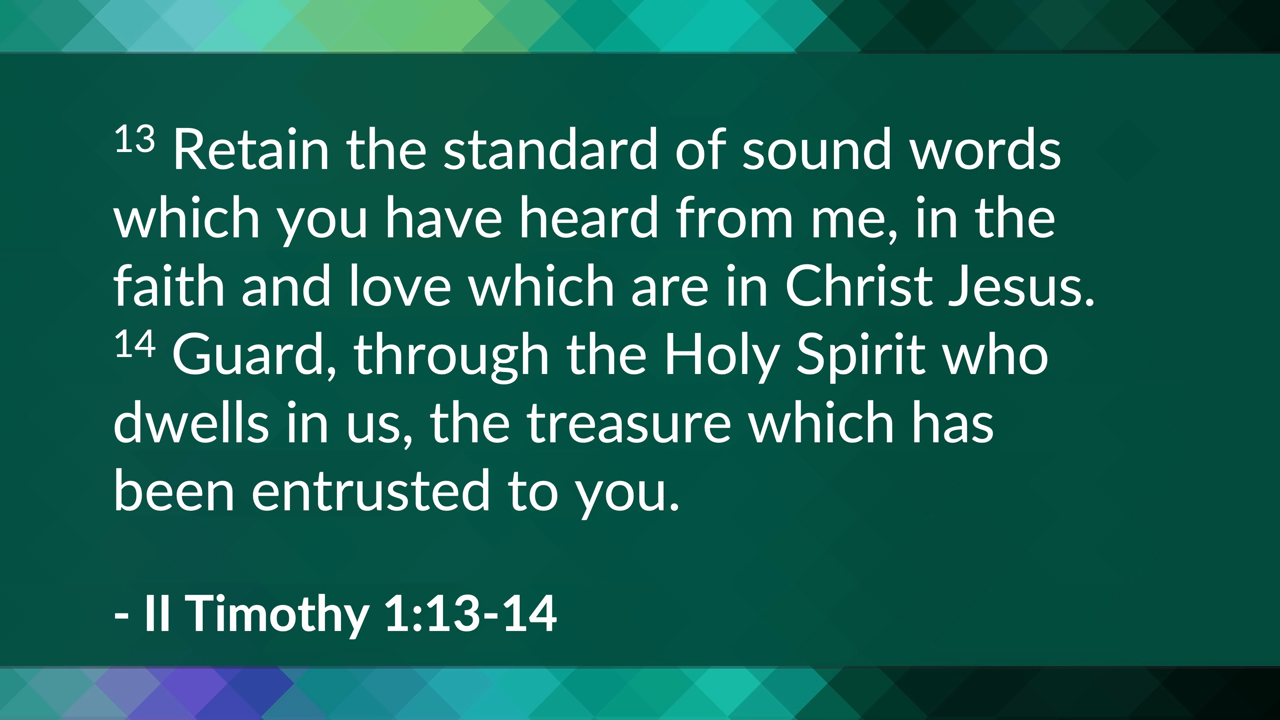 13 Retain the standard of sound words
which you have heard from me, in the
faith and love which are in Christ Jesus.
14 Guard, through the Holy Spirit who
dwells in us, the treasure which has
been entrusted to you.
- II Timothy 1:13-14